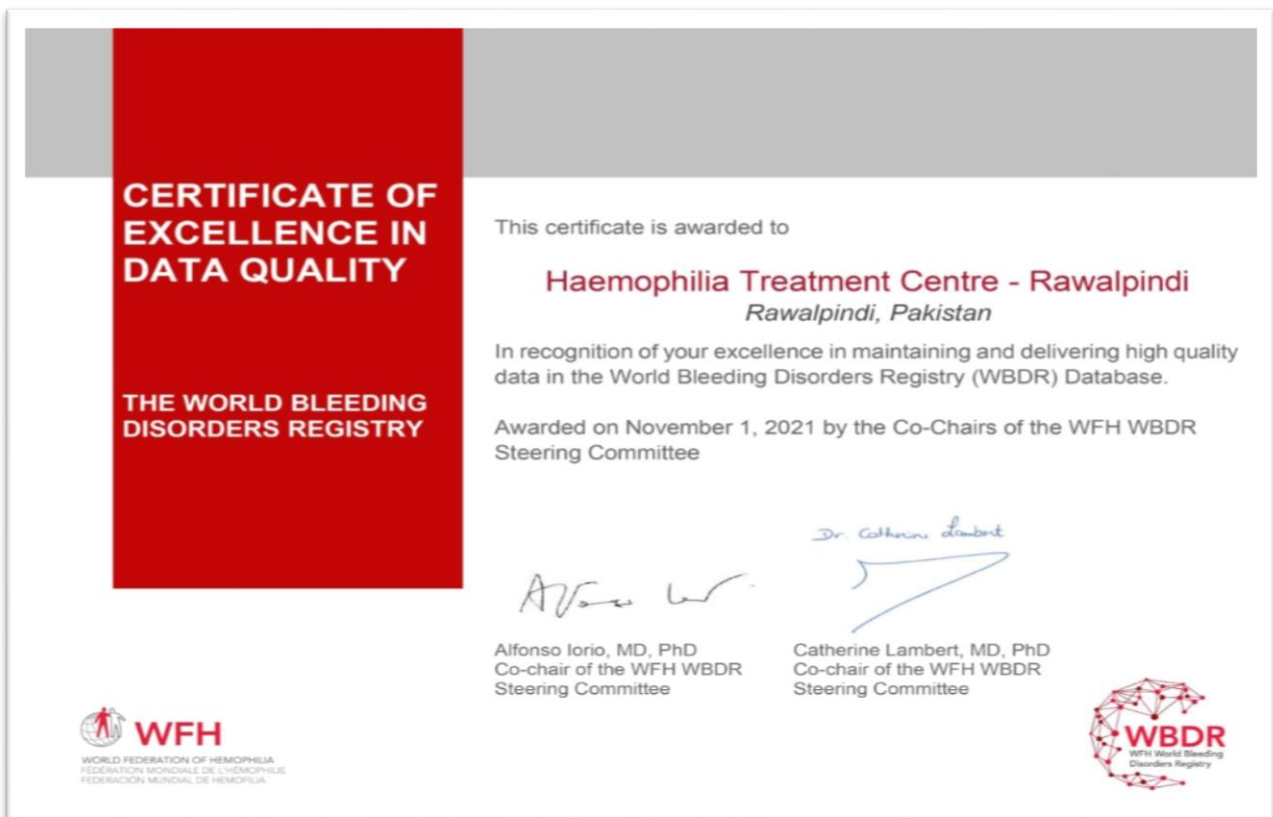 CERTIFICATE OF
EXCELLENCE IN
DATA QUALITY
THE WORLD BLEEDING
DISORDERS REGISTRY
This certificate is awarded to
Haemophilia Treatment Centre - Rawalpindi
Rawalpindi, Pakistan
In recognition of your excellence in maintaining and delivering high quality
data in the World Bleeding Disorders Registry (WBDR) Database.
Awarded on November 1, 2021 by the Co-Chairs of the WFH WBDR
Steering Committee
Dr. Catherine Lambert
Alfonso Iorio, MD, PhD
Co-chair of the WFH WBDR
Steering Committee
Catherine Lambert, MD, PhD
Co-chair of the WFH WBDR
Steering Committee
WFH
WORLD FEDERATION OF HEMOPHILIA
FÉDÉRATION MONDIALE DE L'HÉMOPHILIE
FEDERACIÓN MUNDIAL DE HEMOFILIA
WBDR
WFH World Bleeding
Disorders Registry